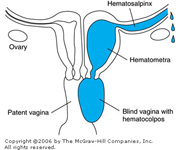 Hematosalpinx
Ovary
Hematometra
Patent vagina
Blind vagina with
hematocolpos
Copyright ©2006 by The McGraw-Hill Companies, Inc.
All rights reserved.